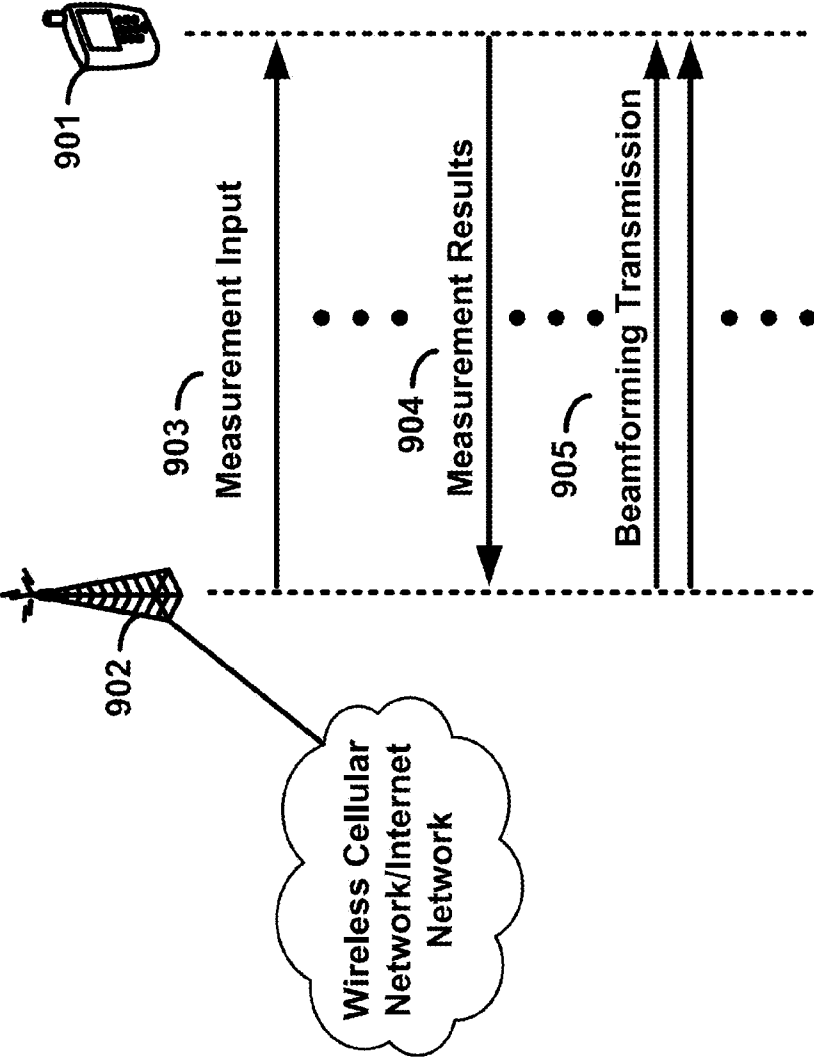 901
902
903
Measurement Input
904
Measurement Results
905
Beamforming Transmission
Wireless Cellular
Network/Internet
Network